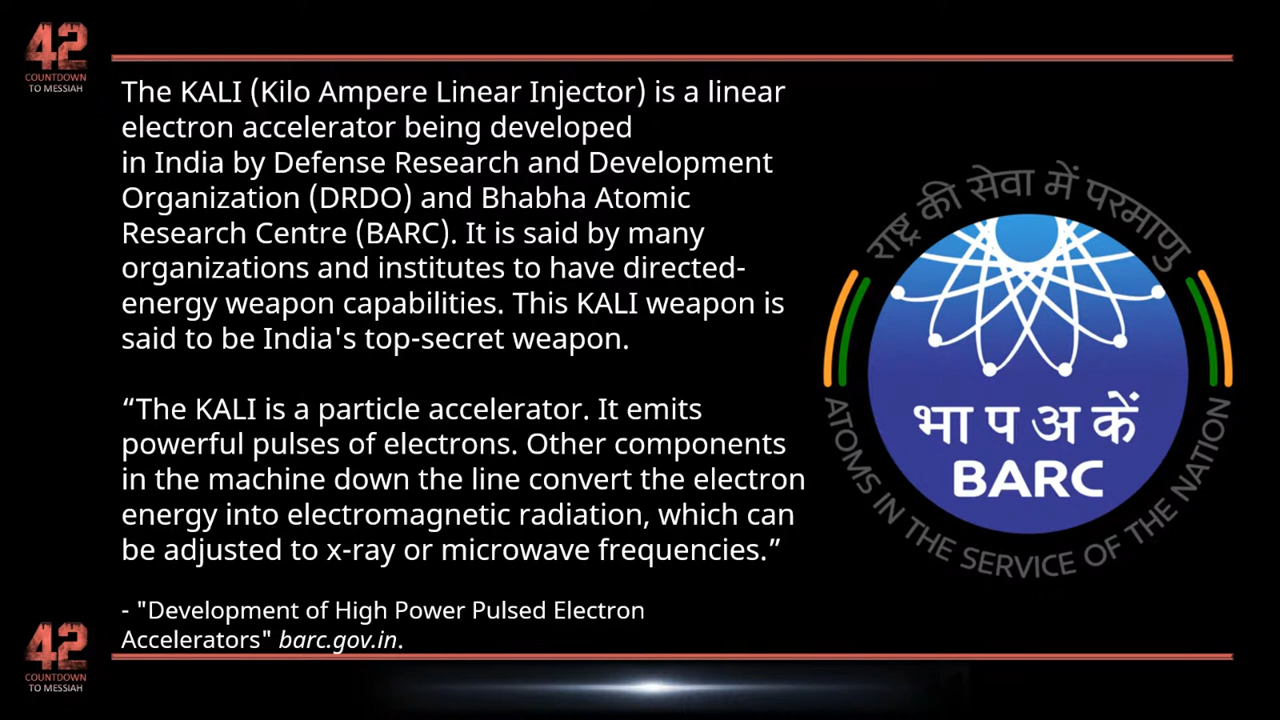 42
COUNTDOWN
TO MESSIAH
The KALI (Kilo Ampere Linear Injector) is a linear
electron accelerator being developed
in India by Defense Research and Development
Organization (DRDO) and Bhabha Atomic
Research Centre (BARC). It is said by many
organizations and institutes to have directed-
energy weapon capabilities. This KALI weapon is
said to be India's top-secret weapon.
“The KALI is a particle accelerator. It emits
powerful pulses of electrons. Other components
in the machine down the line convert the electron
energy into electromagnetic radiation, which can
be adjusted to x-ray or microwave frequencies.”
- "Development of High Power Pulsed Electron
Accelerators" barc.gov.in.
राष्ट्र की सेवा में परमाणु
भा प अ कें
BARC
ATOMS IN THE SERVICE OF THE NATION
42
COUNTDOWN
TO MESSIAH